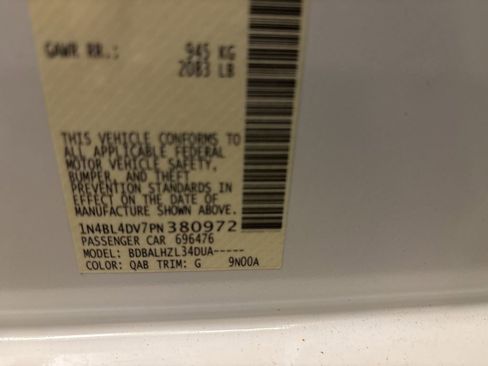 GAWR RR.: 945 KG
2083 LB
THIS VEHICLE CONFORMS TO
ALL APPLICABLE FEDERAL
MOTOR VEHICLE SAFETY,
BUMPER, AND THEFT
PREVENTION STANDARDS IN
EFFECT ON THE DATE OF
MANUFACTURE SHOWN ABOVE.
1N4BL4DV7PN380972
PASSENGER CAR 696476
MODEL: BDBALHZL34DUA-----
COLOR: QAB TRIM: G 9N00A